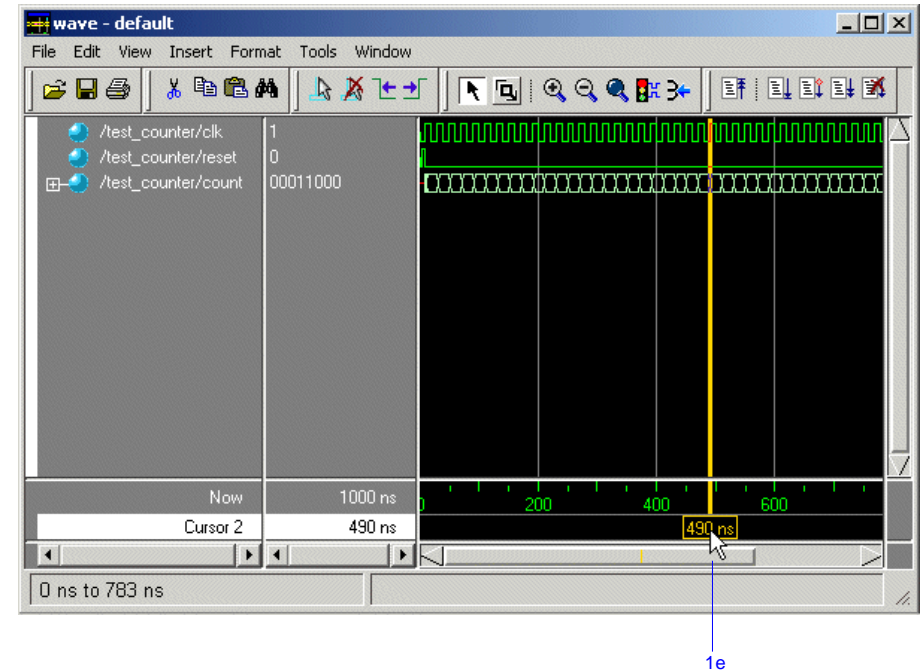 wave - default
File Edit View Insert Format Tools Window
/test_counter/clk 1
/test_counter/reset 0
/test_counter/count 00011000
Now 1000 ns
0 200 400 600
Cursor 2 490 ns
490 ns
0 ns to 783 ns
1e